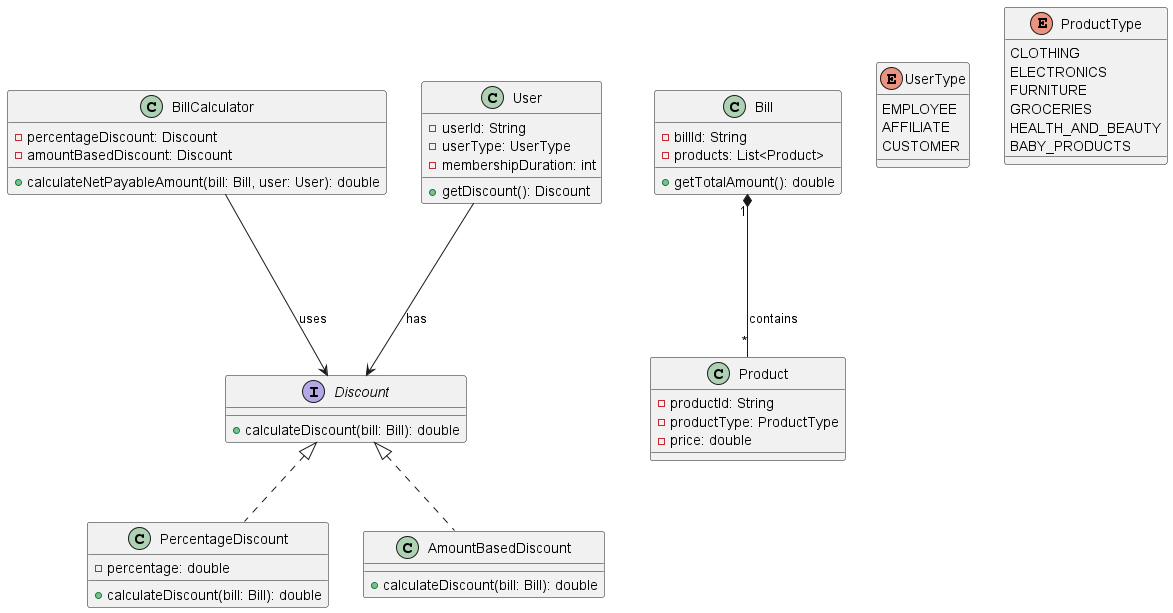 C BillCalculator
percentageDiscount: Discount
amountBasedDiscount: Discount
calculateNetPayableAmount(bill: Bill, user: User): double
C User
userId: String
userType: UserType
membershipDuration: int
getDiscount(): Discount
C Bill
billId: String
products: List<Product>
getTotalAmount(): double
E UserType
EMPLOYEE
AFFILIATE
CUSTOMER
E ProductType
CLOTHING
ELECTRONICS
FURNITURE
GROCERIES
HEALTH_AND_BEAUTY
BABY_PRODUCTS
1
uses
has
contains
*
I Discount
calculateDiscount(bill: Bill): double
C Product
productId: String
productType: ProductType
price: double
C PercentageDiscount
percentage: double
calculateDiscount(bill: Bill): double
C AmountBasedDiscount
calculateDiscount(bill: Bill): double